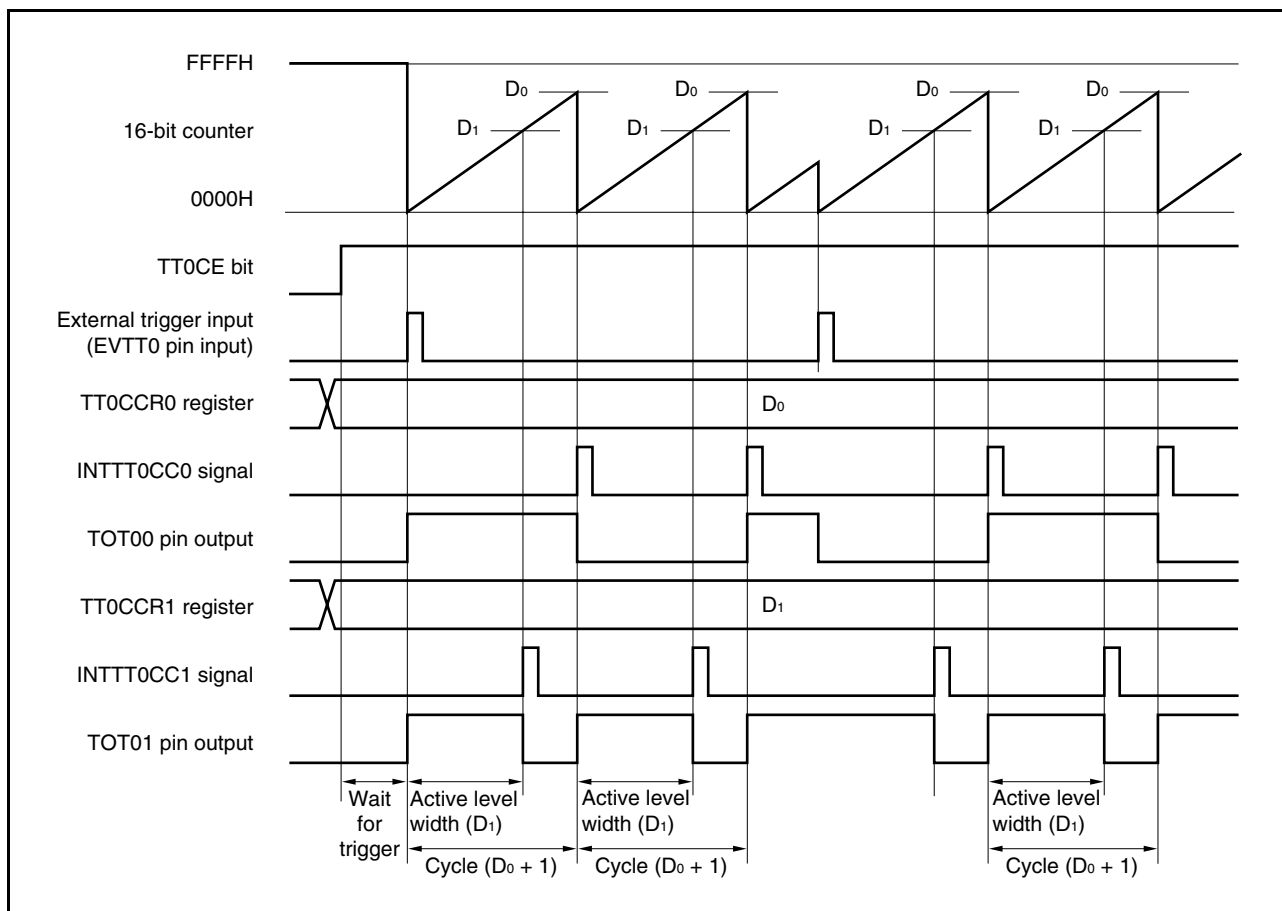 FFFFH
D0
D0
D0
D0
16-bit counter
D1
D1
D1
D1
0000H
TT0CE bit
External trigger input
(EVTT0 pin input)
TT0CCR0 register
D0
INTTT0CC0 signal
TOT00 pin output
TT0CCR1 register
D1
INTTT0CC1 signal
TOT01 pin output
Wait
for
trigger
Active level
width (D1)
Active level
width (D1)
Active level
width (D1)
Cycle (D0 + 1)
Cycle (D0 + 1)
Cycle (D0 + 1)